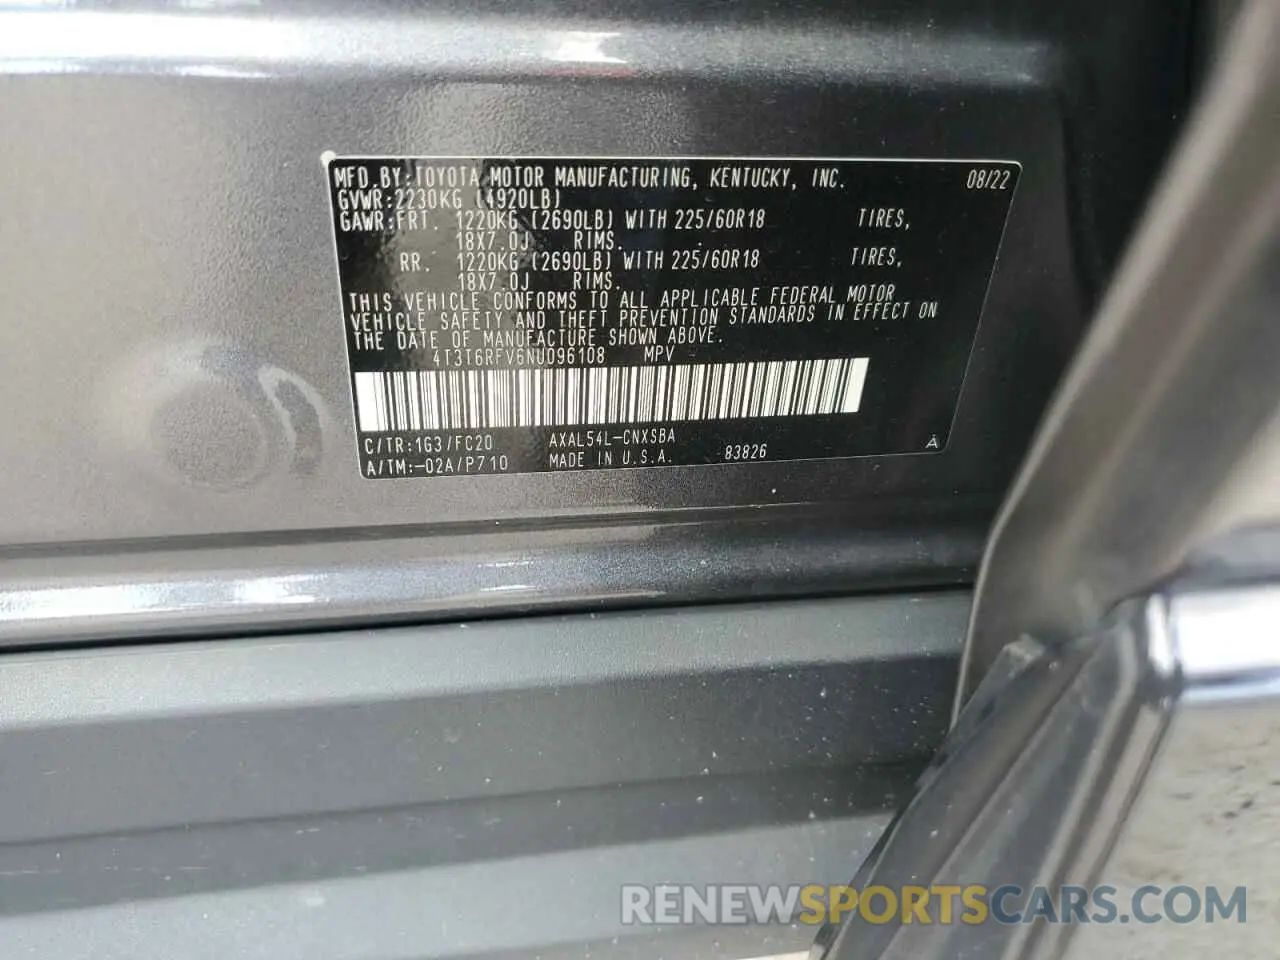 MFD.BY:TOYOTA MOTOR MANUFACTURING, KENTUCKY, INC. 08/22
GVWR:2230KG (4920LB)
GAWR:FRT. 1220KG (2690LB) WITH 225/60R18 TIRES,
18X7.0J RIMS.
RR. 1220KG (2690LB) WITH 225/60R18 TIRES,
18X7.0J RIMS.
THIS VEHICLE CONFORMS TO ALL APPLICABLE FEDERAL MOTOR
VEHICLE SAFETY AND THEFT PREVENTION STANDARDS IN EFFECT ON
THE DATE OF MANUFACTURE SHOWN ABOVE.
4T3T6RFV6NU096108 MPV
C/TR:1G3/FC20 AXAL54L-CNXSBA
A/TM:-02A/P710 MADE IN U.S.A. 83826 A
RENEWSPORTSCARS.COM